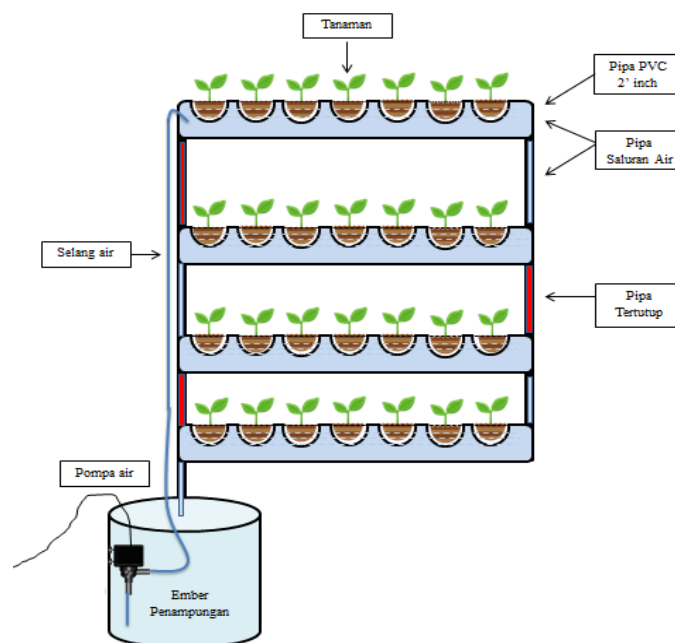 Tanaman
Pipa PVC
2’ inch
Pipa
Saluran Air
Selang air
Pipa
Tertutup
Pompa air
Ember
Penampungan